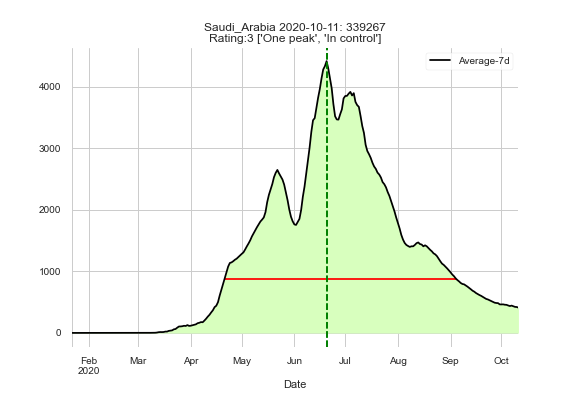 Saudi_Arabia 2020-10-11: 339267
Rating:3 ['One peak', 'In control']
Average-7d
4000
3000
2000
1000
0
Feb Mar Apr May Jun Jul Aug Sep Oct
2020
Date